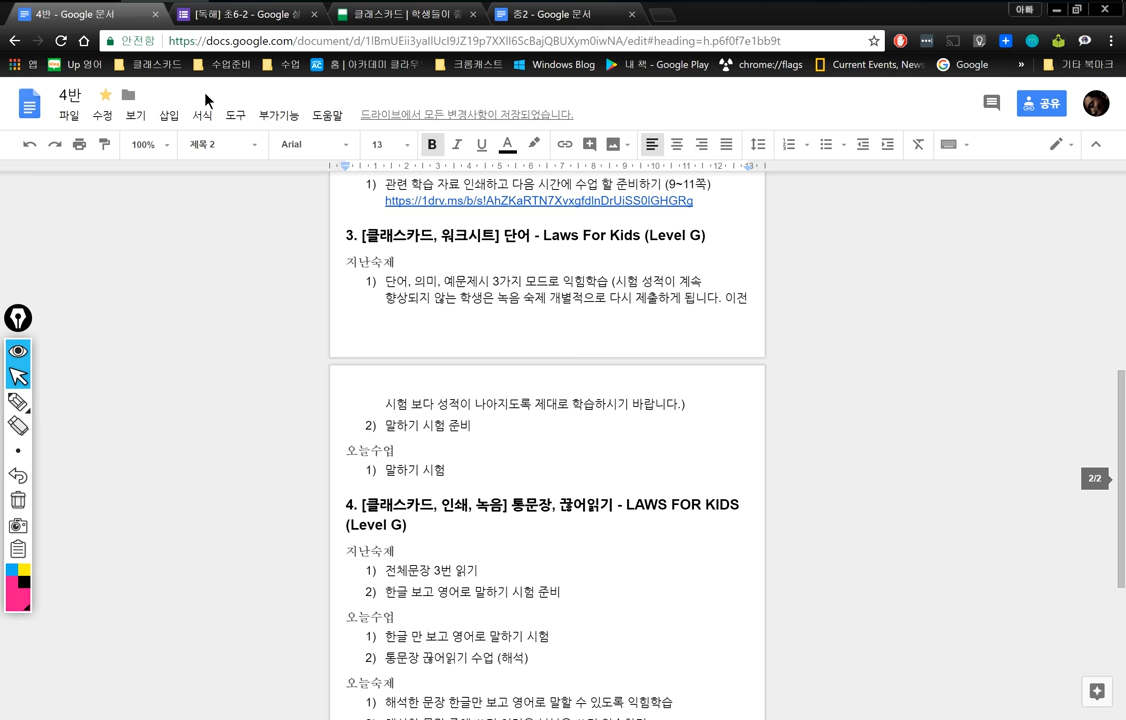 4반 - Google 문서
[독해] 초6-2 - Google 설
클래스카드 | 학생들이 좋
중2 - Google 문서
아빠
안전함
https://docs.google.com/document/d/1lBmUEii3yaIlUcl9JZ19p7XXlI6ScBajQBUXym0iwNA/edit#heading=h.p6f0f7e1bb9t
앱
Up 영어
클래스카드
수업준비
수업
홈 | 아카데미 클라우
크롬캐스트
Windows Blog
내 책 - Google Play
chrome://flags
Current Events, News
Google
»
기타 북마크
4반
파일 수정 보기 삽입 서식 도구 부가기능 도움말 드라이브에서 모든 변경사항이 저장되었습니다.
공유
100% 제목 2 Arial 13 B I U A
1 1 2 3 4 5 6 7 8 9 10 11 12 13
1) 관련 학습 자료 인쇄하고 다음 시간에 수업 할 준비하기 (9~11쪽)
https://1drv.ms/b/s!AhZKaRTN7XvxgfdlnDrUiSS0lGHGRg
3. [클래스카드, 워크시트] 단어 - Laws For Kids (Level G)
지난숙제
1) 단어, 의미, 예문제시 3가지 모드로 익힘학습 (시험 성적이 계속
향상되지 않는 학생은 녹음 숙제 개별적으로 다시 제출하게 됩니다. 이전
시험 보다 성적이 나아지도록 제대로 학습하시기 바랍니다.)
2) 말하기 시험 준비
오늘수업
1) 말하기 시험
2/2
4. [클래스카드, 인쇄, 녹음] 통문장, 끊어읽기 - LAWS FOR KIDS
(Level G)
지난숙제
1) 전체문장 3번 읽기
2) 한글 보고 영어로 말하기 시험 준비
오늘수업
1) 한글 만 보고 영어로 말하기 시험
2) 통문장 끊어읽기 수업 (해석)
오늘숙제
1) 해석한 문장 한글만 보고 영어로 말할 수 있도록 익힘학습